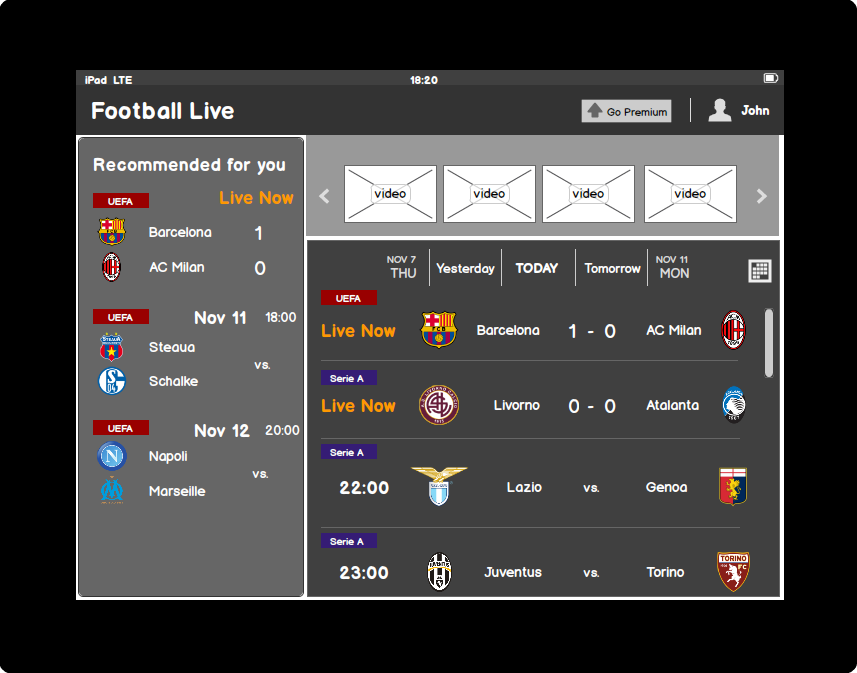 iPad LTE 18:20
Football Live Go Premium John
Recommended for you
UEFA Live Now
Barcelona 1
AC Milan 0
UEFA Nov 11 18:00
Steaua
vs.
Schalke
UEFA Nov 12 20:00
Napoli
vs.
Marseille
video video video video
NOV 7 THU Yesterday TODAY Tomorrow NOV 11 MON
UEFA
Live Now Barcelona 1 - 0 AC Milan
Serie A
Live Now Livorno 0 - 0 Atalanta
Serie A
22:00 Lazio vs. Genoa
Serie A
23:00 Juventus vs. Torino
TORINO
FC